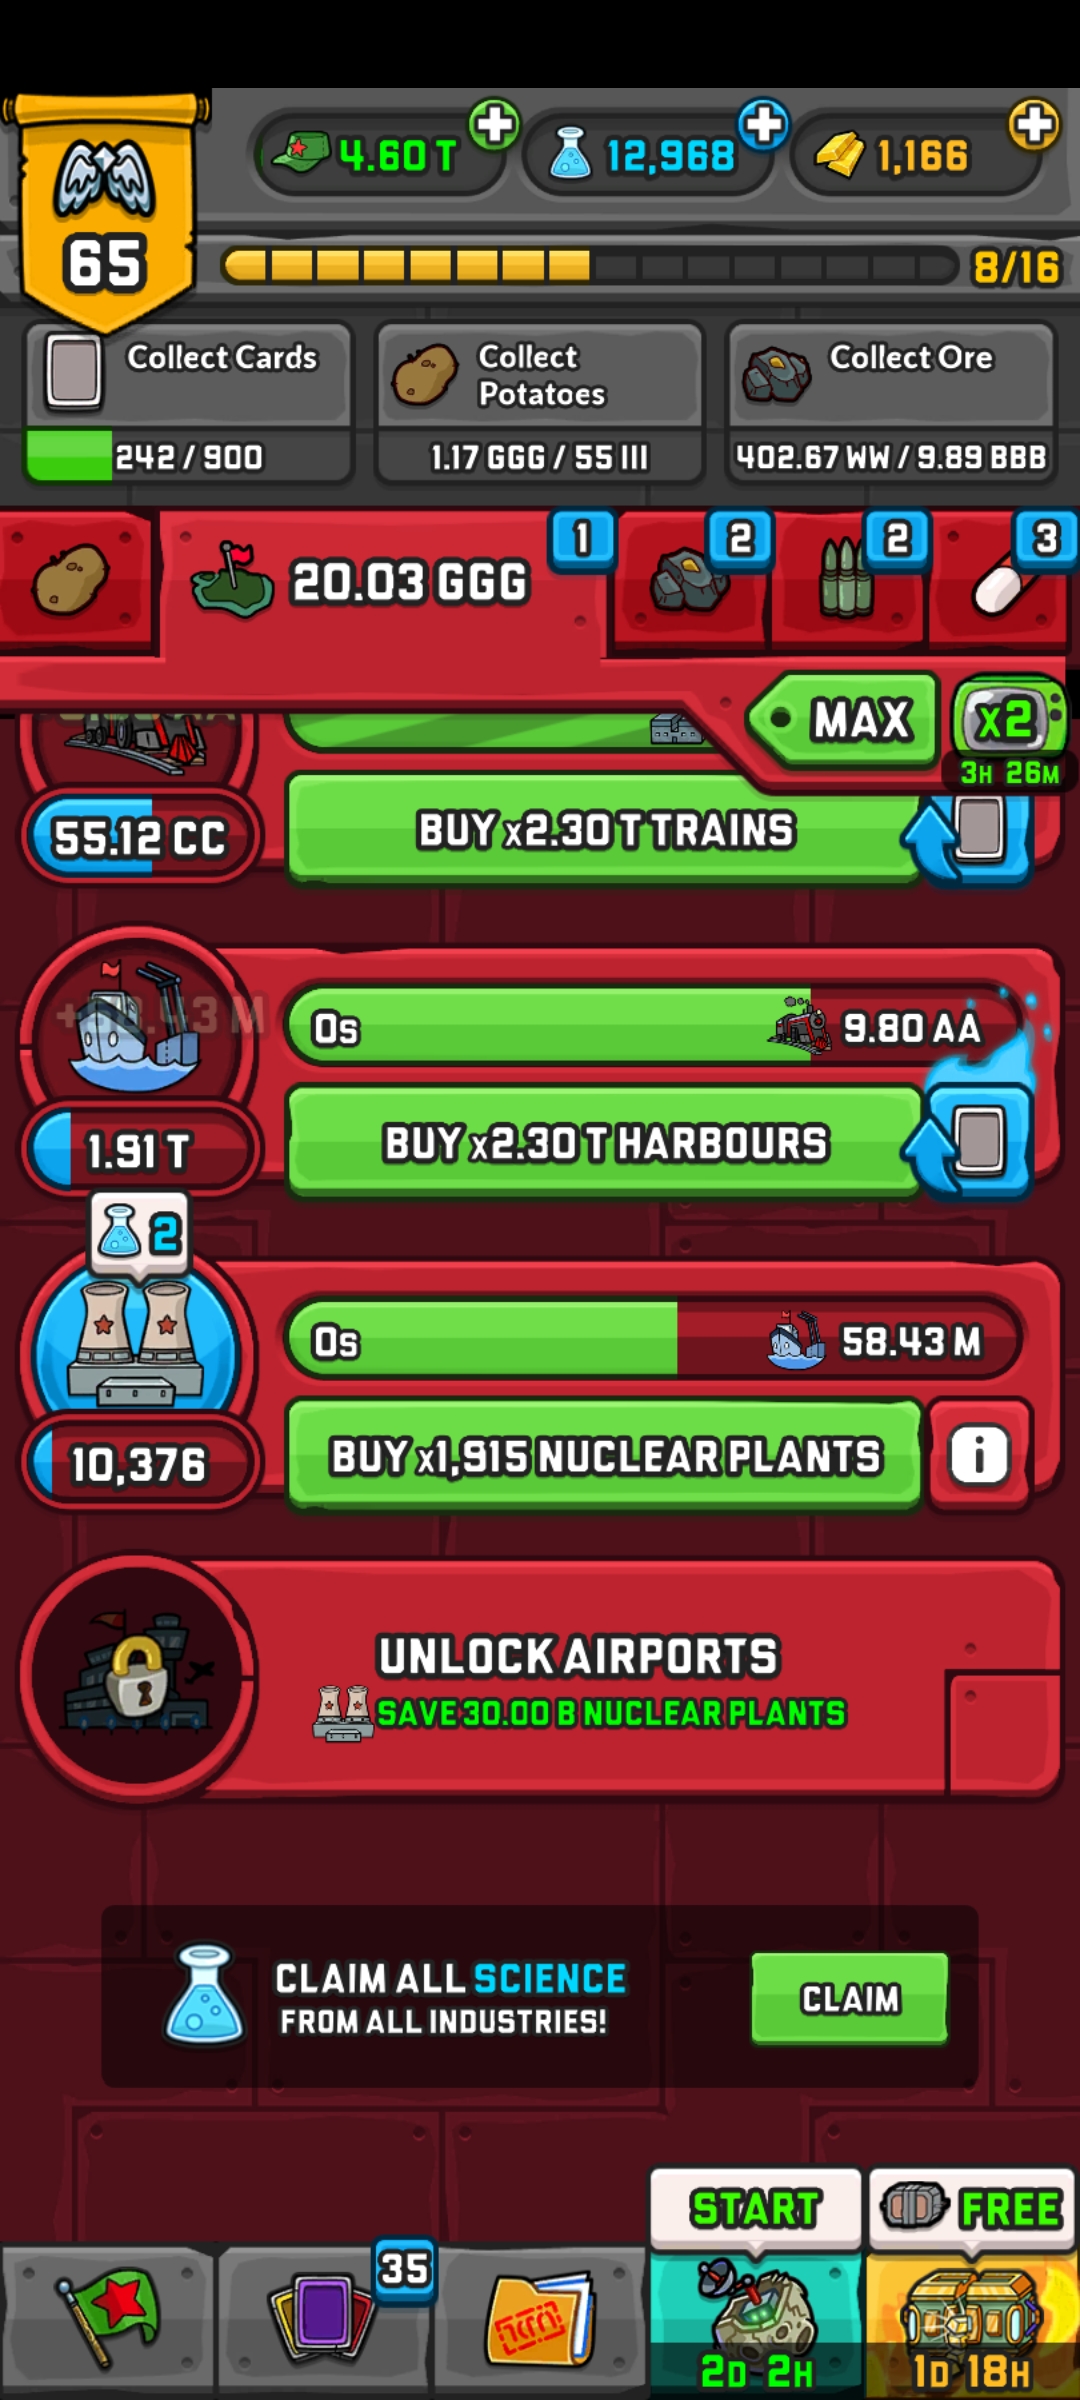 4.60 T
12,968
1,166
65
8/16
Collect Cards
242 / 900
Collect
Potatoes
1.17 GGG / 55 III
Collect Ore
402.67 WW / 9.89 BBB
20.03 GGG
1
2
2
3
MAX
x2
3H 26M
55.12 CC
BUY x2.30 T TRAINS
0s
9.80 AA
1.91 T
BUY x2.30 T HARBOURS
2
0s
58.43 M
10,376
BUY x1,915 NUCLEAR PLANTS
i
UNLOCK AIRPORTS
SAVE 30.00 B NUCLEAR PLANTS
CLAIM ALL SCIENCE
FROM ALL INDUSTRIES!
CLAIM
35
START
2D 2H
FREE
1D 18H